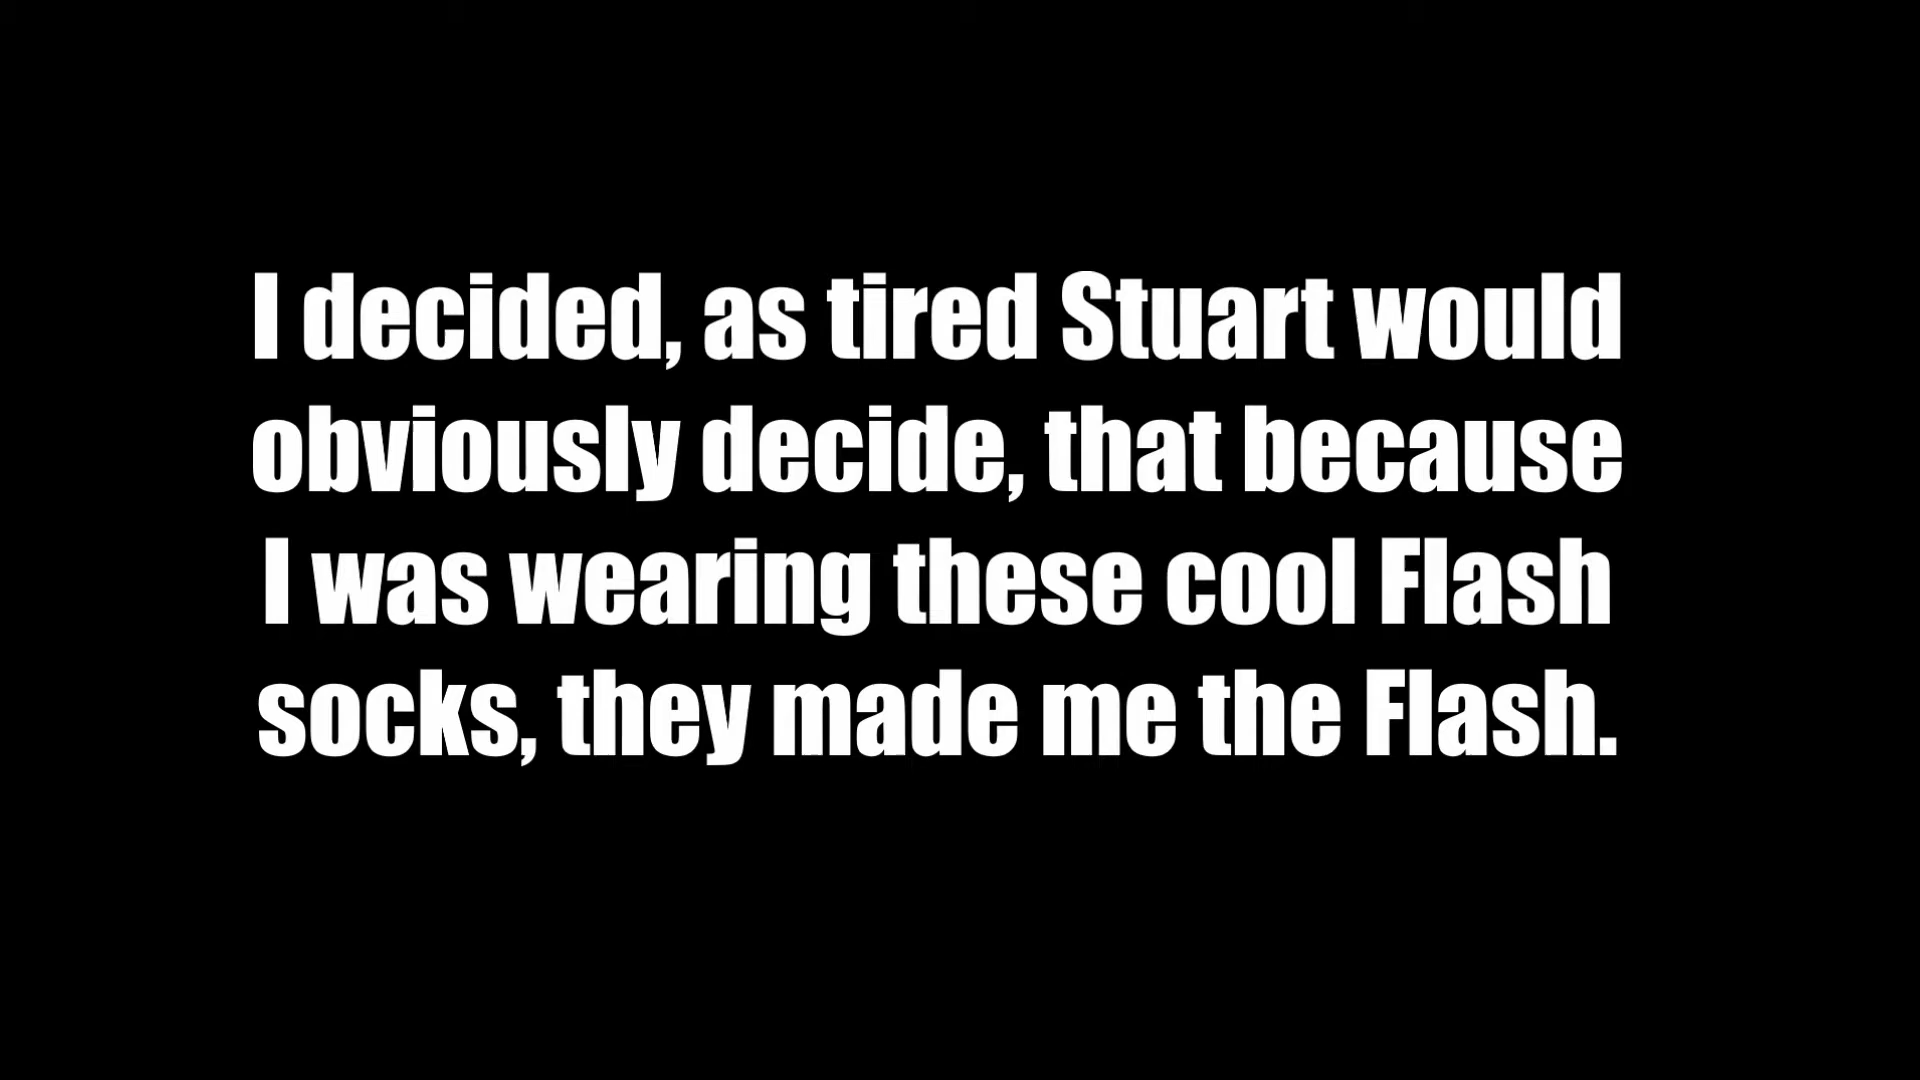 I decided, as tired Stuart would
obviously decide, that because
I was wearing these cool Flash
socks, they made me the Flash.